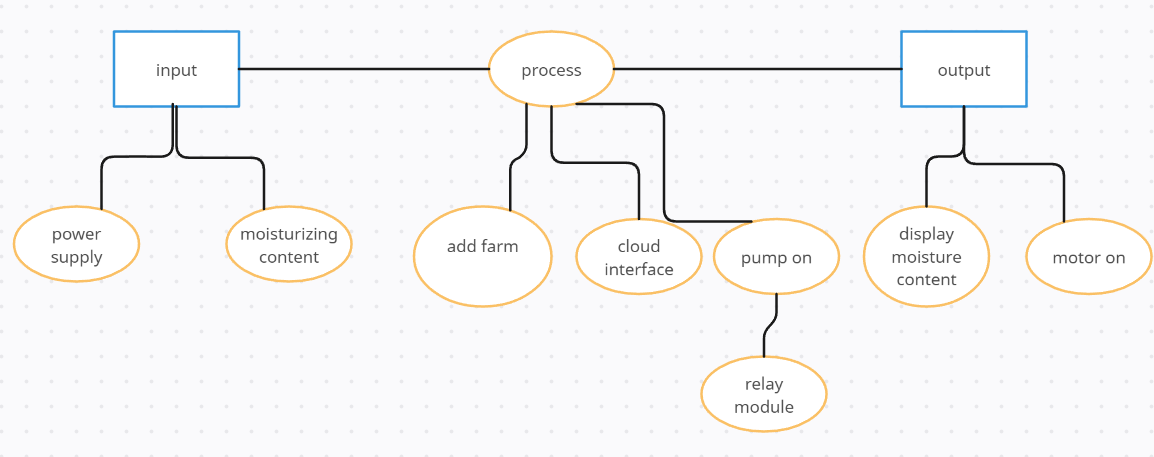 input
process
output
power
supply
moisturizing
content
add farm
cloud
interface
pump on
display
moisture
content
motor on
relay
module